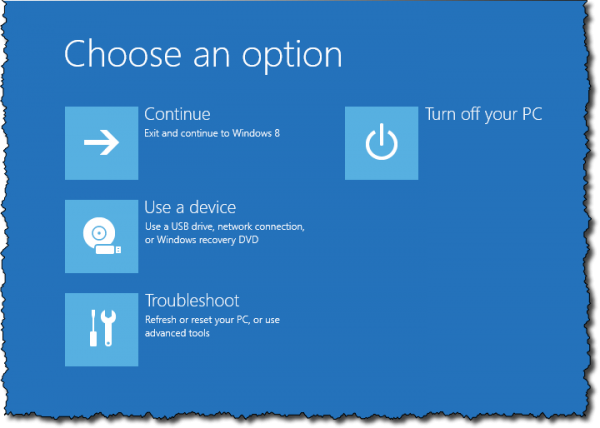 Choose an option
Continue
Exit and continue to Windows 8
Turn off your PC
Use a device
Use a USB drive, network connection,
or Windows recovery DVD
Troubleshoot
Refresh or reset your PC, or use
advanced tools